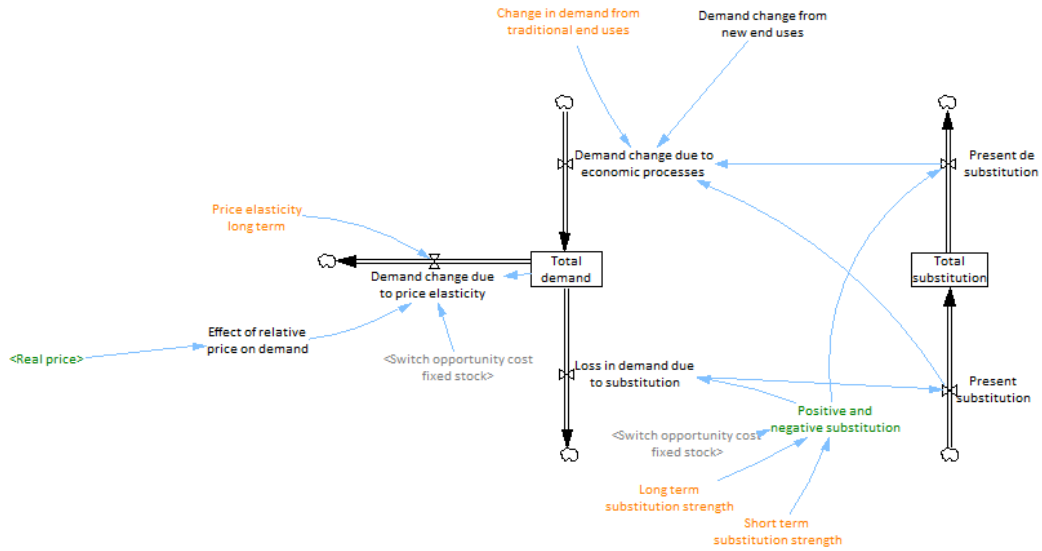 Change in demand from
traditional end uses
Demand change from
new end uses
Demand change due to
economic processes
Present de
substitution
Price elasticity
long term
Total
demand
Total
substitution
Demand change due
to price elasticity
Effect of relative
price on demand
<Real price>
<Switch opportunity cost
fixed stock>
Loss in demand due
to substitution
Present
substitution
Positive and
negative substitution
<Switch opportunity cost
fixed stock>
Long term
substitution strength
Short term
substitution strength